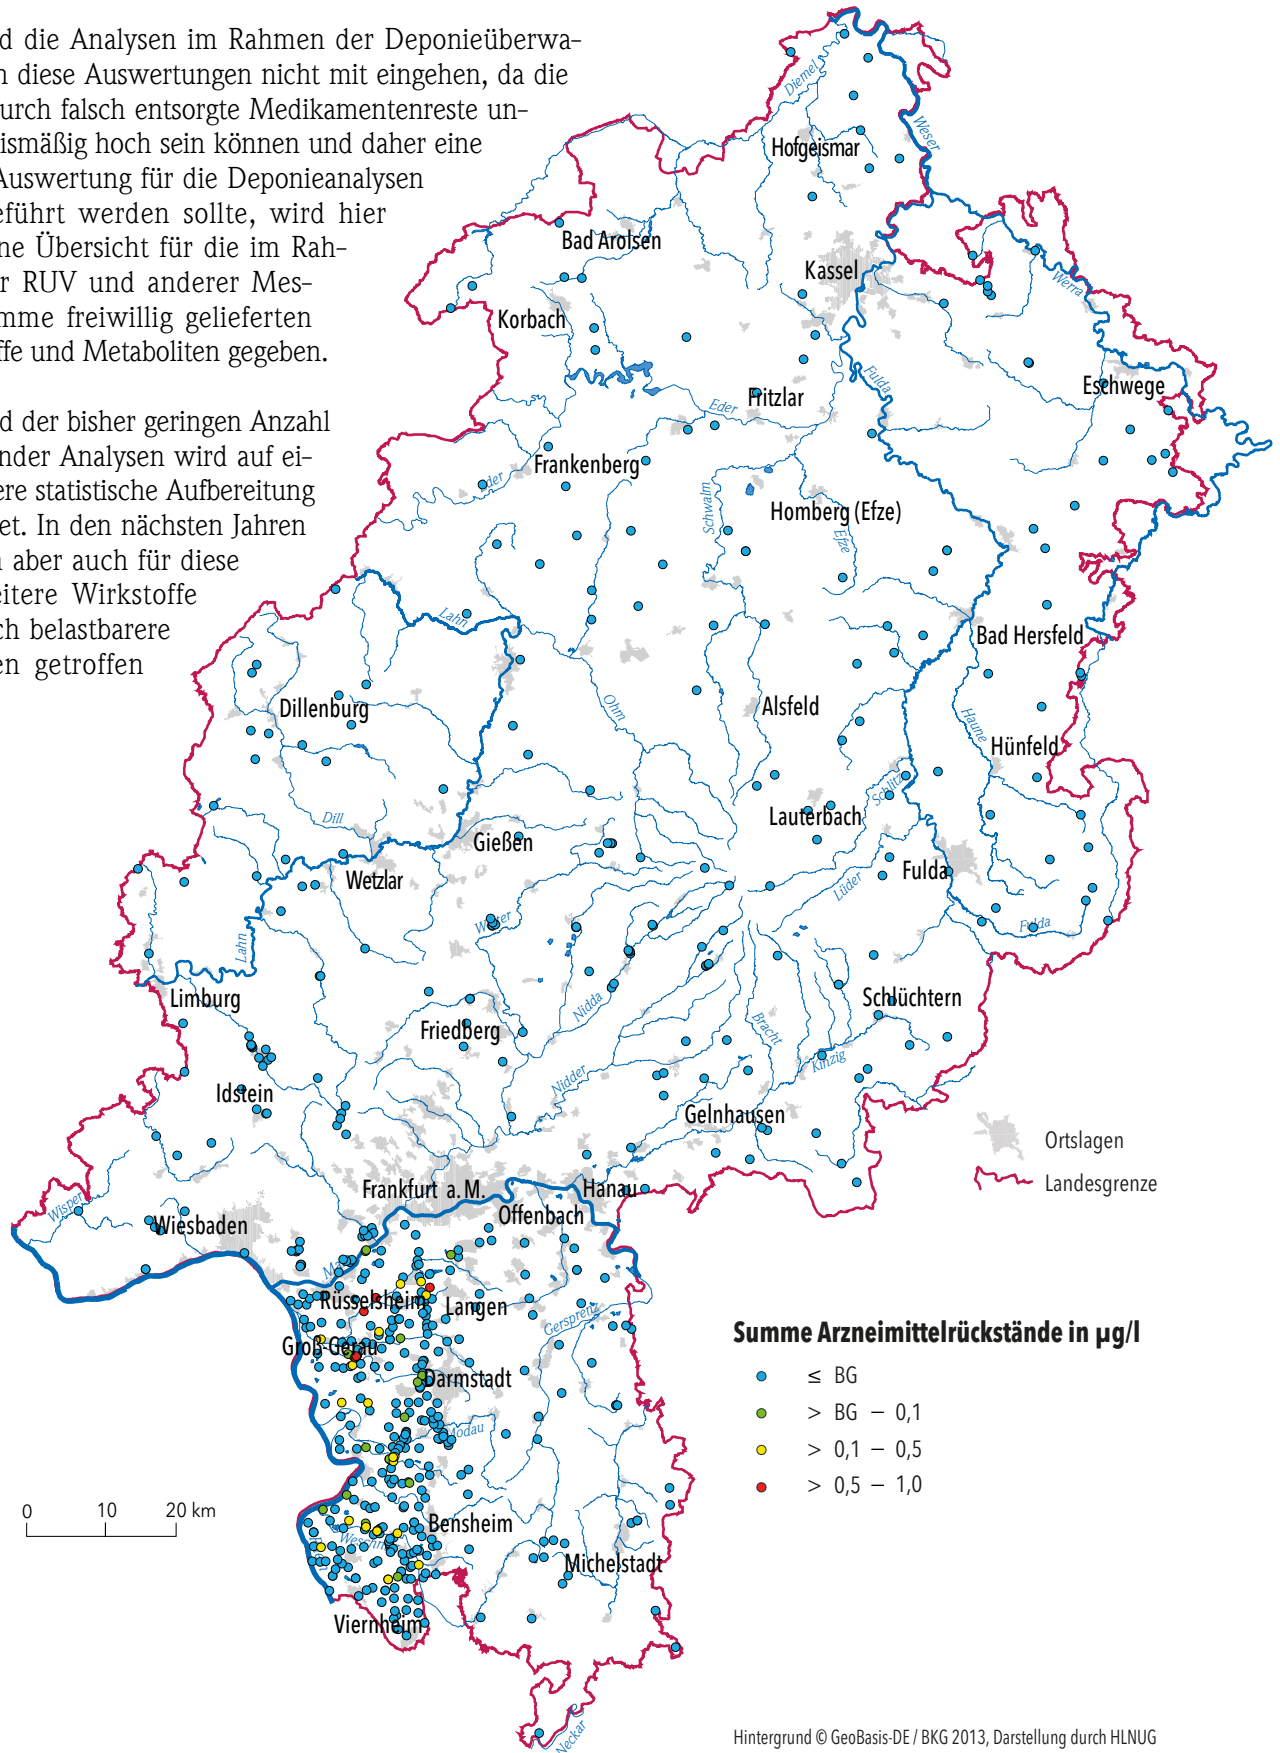 d die Analysen im Rahmen der Deponieüberwa-
n diese Auswertungen nicht mit eingehen, da die
urch falsch entsorgte Medikamentenreste un-
ismäßig hoch sein können und daher eine
Auswertung für die Deponieanalysen
eführt werden sollte, wird hier
ne Übersicht für die im Rah-
r RUV und anderer Mes-
mme freiwillig gelieferten
ffe und Metaboliten gegeben.
d der bisher geringen Anzahl
nder Analysen wird auf ei-
ere statistische Aufbereitung
et. In den nächsten Jahren
n aber auch für diese
eitere Wirkstoffe
ch belastbarere
en getroffen
Diemel
Weser
Hofgeismar
Bad Arolsen
Kassel
Werra
Korbach
Fulda
Eschwege
Fritzlar
Eder
Frankenberg
Eder
Schwalm
Homberg (Efze)
Efze
Lahn
Bad Hersfeld
Ohm
Alsfeld
Dillenburg
Haune
Hünfeld
Schlitz
Lauterbach
Dill
Gießen
Wetzlar
Fulda
Lüder
Wetter
Fulda
Lahn
Limburg
Nidda
Schlüchtern
Friedberg
Bracht
Kinzig
Nidder
Idstein
Gelnhausen
Ortslagen
Landesgrenze
Frankfurt a. M.
Hanau
Wisper
Offenbach
Wiesbaden
Main
Rüsselsheim
Langen
Gersprenz
Groß-Gerau
Darmstadt
Modau
Summe Arzneimittelrückstände in µg/l
≤ BG
> BG – 0,1
> 0,1 – 0,5
> 0,5 – 1,0
0 10 20 km
Bensheim
Weschnitz
Rhein
Michelstadt
Viernheim
Neckar
Hintergrund © GeoBasis-DE / BKG 2013, Darstellung durch HLNUG